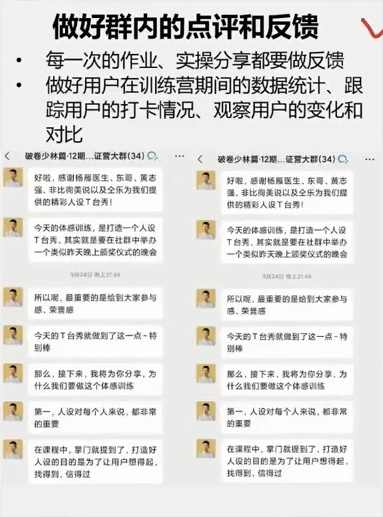 做好群内的点评和反馈
• 每一次的作业、实操分享都要做反馈
• 做好用户在训练营期间的数据统计、跟
踪用户的打卡情况、观察用户的变化和
对比
破卷少林篇·12期...证营大群(34)
好啦,感谢杨雁医生、东哥、黄志
强、非比徇美说以及全乐为我们提
供的精彩人设T台秀!
今天的体感训练,是打造一个人设
T台秀,其实就是要在社群中举办
一个类似昨天晚上颁奖仪式的晚会
9月24日 晚上21:46
所以呢,最重要的是给到大家参与
感、荣誉感
今天的T台秀就做到了这一点~特
别棒
那么,接下来,我将为你分享,为
什么我们要做这个体感训练
第一,人设对每个人来说,都非常
的重要
在课程中,掌门就提到了,打造好
人设的目的是为了让用户想得起,
找得到,信得过
破卷少林篇·12期...证营大群(34)
好啦,感谢杨雁医生、东哥、黄志
强、非比徇美说以及全乐为我们提
供的精彩人设T台秀!
今天的体感训练,是打造一个人设
T台秀,其实就是要在社群中举办
一个类似昨天晚上颁奖仪式的晚会
9月24日 晚上21:46
所以呢,最重要的是给到大家参与
感、荣誉感
今天的T台秀就做到了这一点~特
别棒
那么,接下来,我将为你分享,为
什么我们要做这个体感训练
第一,人设对每个人来说,都非常
的重要
在课程中,掌门就提到了,打造好
人设的目的是为了让用户想得起,
找得到,信得过